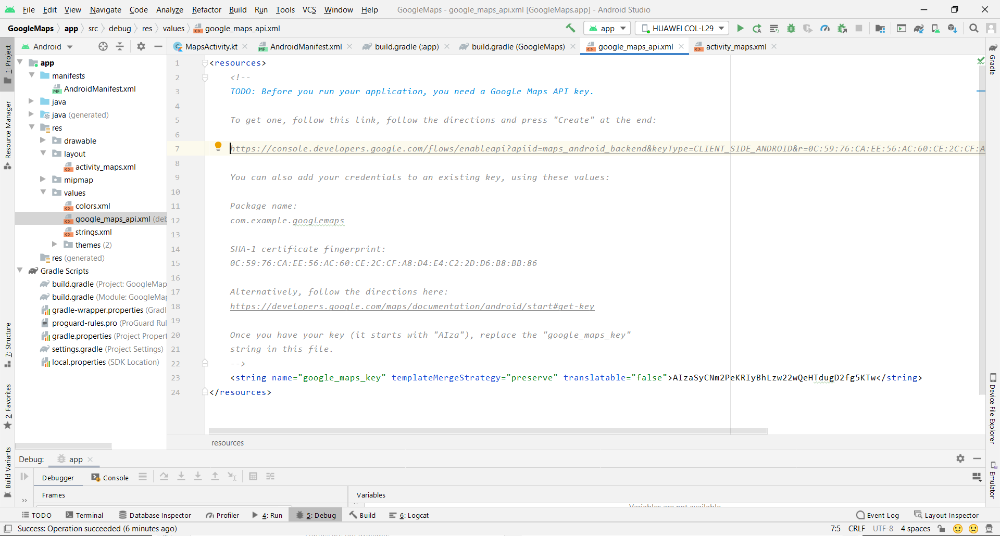 File Edit View Navigate Code Analyze Refactor Build Run Tools VCS Window Help GoogleMaps - google_maps_api.xml [GoogleMaps.app] - Android Studio
GoogleMaps app src debug res values google_maps_api.xml app HUAWEI COL-L29
Android MapsActivity.kt AndroidManifest.xml build.gradle (:app) build.gradle (GoogleMaps) google_maps_api.xml activity_maps.xml
1: Project
Resource Manager
7: Structure
2: Favorites
Build Variants
app
manifests
AndroidManifest.xml
java
java (generated)
res
drawable
layout
activity_maps.xml
mipmap
values
colors.xml
google_maps_api.xml (deb
strings.xml
themes (2)
res (generated)
Gradle Scripts
build.gradle (Project: GoogleMap
build.gradle (Module: GoogleMa
gradle-wrapper.properties (Gradl
proguard-rules.pro (ProGuard Rul
gradle.properties (Project Propert
settings.gradle (Project Settings)
local.properties (SDK Location)
1 <resources>
2 <!--
3 TODO: Before you run your application, you need a Google Maps API key.
4
5 To get one, follow this link, follow the directions and press "Create" at the end:
6
7 https://console.developers.google.com/flows/enableapi?apiid=maps_android_backend&keyType=CLIENT_SIDE_ANDROID&r=0C:59:76:CA:EE:56:AC:60:CE:2C:CF:A
8
9 You can also add your credentials to an existing key, using these values:
10
11 Package name:
12 com.example.googlemaps
13
14 SHA-1 certificate fingerprint:
15 0C:59:76:CA:EE:56:AC:60:CE:2C:CF:A8:D4:E4:C2:2D:D6:B8:BB:86
16
17 Alternatively, follow the directions here:
18 https://developers.google.com/maps/documentation/android/start#get-key
19
20 Once you have your key (it starts with "AIza"), replace the "google_maps_key"
21 string in this file.
22 -->
23 <string name="google_maps_key" templateMergeStrategy="preserve" translatable="false">AIzaSyCNm2PeKRIyBhLzw22wQeHTdugD2fg5KTw</string>
24 </resources>
resources
Gradle
Device File Explorer
Emulator
Debug: app
Debugger Console
Frames Variables
Variables are not available
TODO Terminal Database Inspector Profiler 4: Run 5: Debug Build 6: Logcat Event Log Layout Inspector
Success: Operation succeeded (6 minutes ago) 7:5 CRLF UTF-8 4 spaces